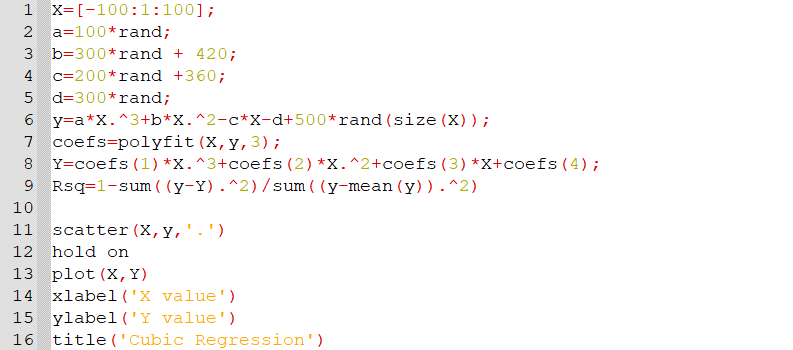 1 X=[-100:1:100];
2 a=100*rand;
3 b=300*rand + 420;
4 c=200*rand +360;
5 d=300*rand;
6 y=a*X.^3+b*X.^2-c*X-d+500*rand(size(X));
7 coefs=polyfit(X,y,3);
8 Y=coefs(1)*X.^3+coefs(2)*X.^2+coefs(3)*X+coefs(4);
9 Rsq=1-sum((y-Y).^2)/sum((y-mean(y)).^2)
10
11 scatter(X,y,'.')
12 hold on
13 plot(X,Y)
14 xlabel('X value')
15 ylabel('Y value')
16 title('Cubic Regression')